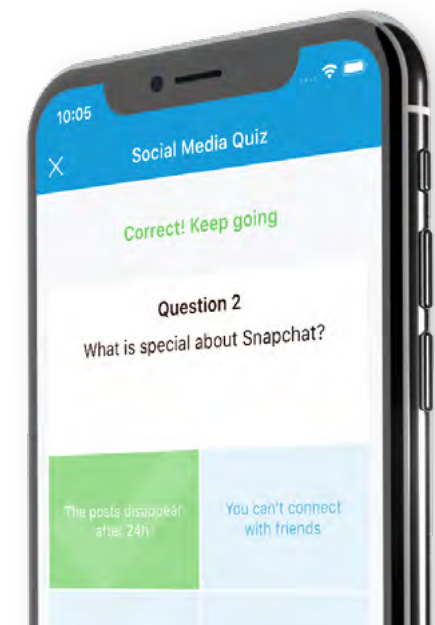 10:05
Social Media Quiz
Correct! Keep going
Question 2
What is special about Snapchat?
The posts disappear
after 24h
You can't connect
with friends